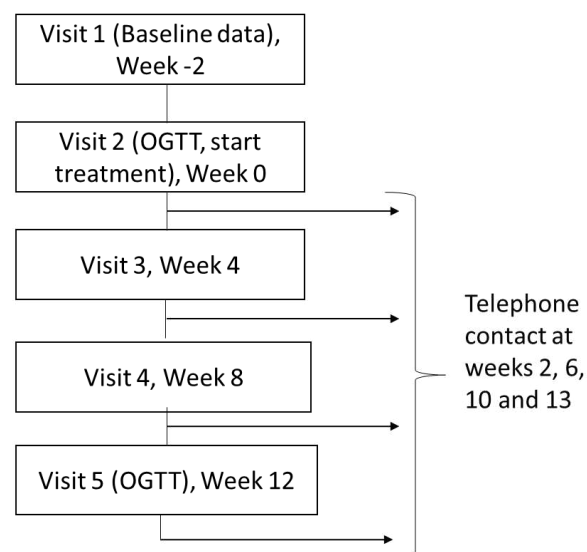 Visit 1 (Baseline data),
Week -2
Visit 2 (OGTT, start
treatment), Week 0
Visit 3, Week 4
Visit 4, Week 8
Visit 5 (OGTT), Week 12
Telephone
contact at
weeks 2, 6,
10 and 13